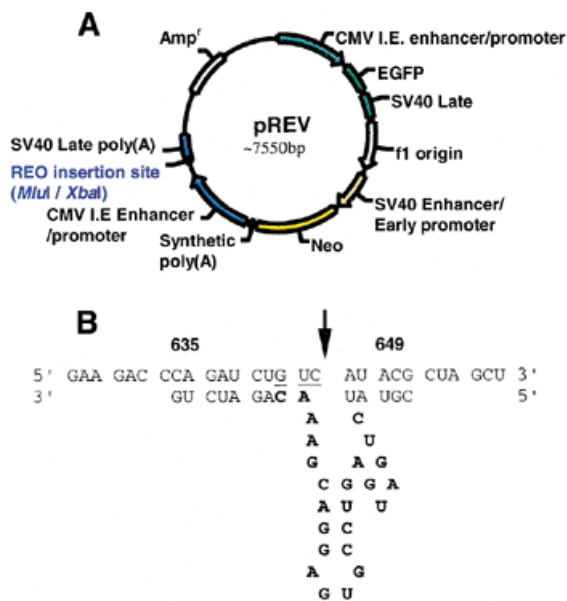 A
Ampr
CMV I.E. enhancer/promoter
EGFP
SV40 Late
pREV
~7550bp
f1 origin
SV40 Late poly(A)
REO insertion site
(MluI / XbaI)
CMV I.E Enhancer
/promoter
SV40 Enhancer/
Early promoter
Synthetic
poly(A)
Neo
B
635 649
5' GAA GAC CCA GAU CUG UC AU ACG CUA GCU 3'
3' GU CUA GAC A UA UGC 5'
A C
A U
G A G
C G G A
A U U
G C
G C
A G
G U